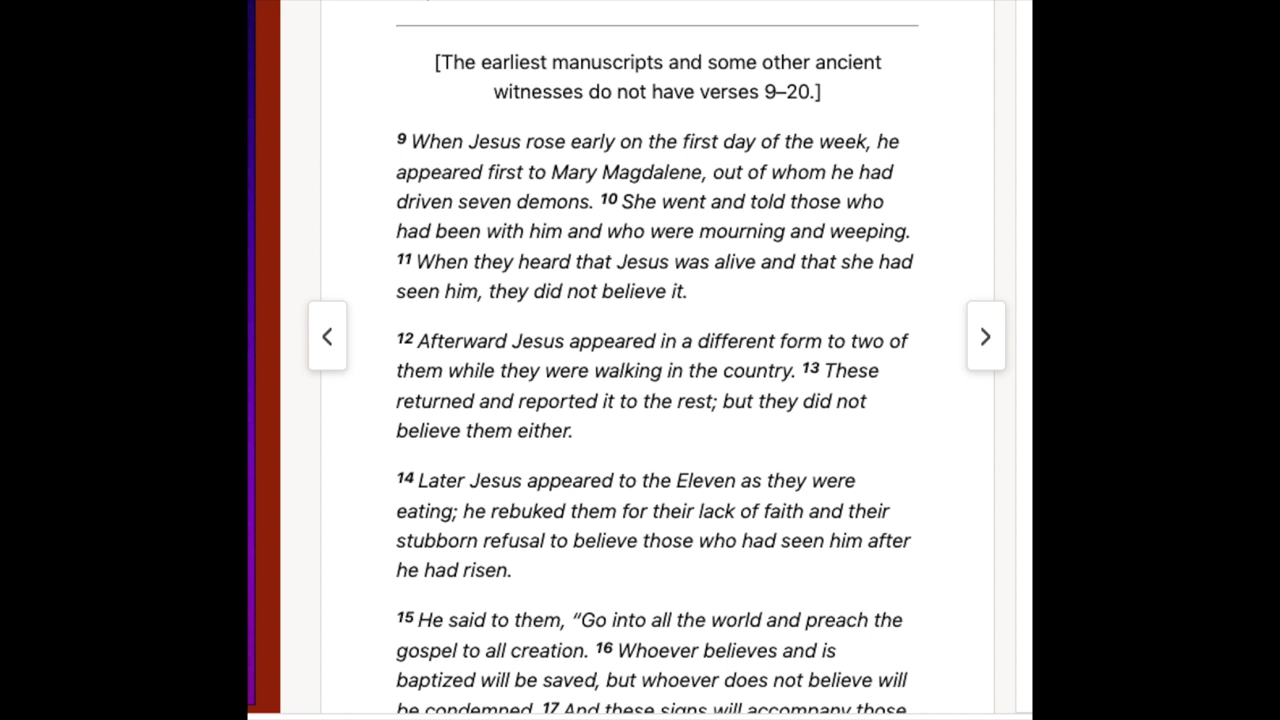 [The earliest manuscripts and some other ancient
witnesses do not have verses 9–20.]
9 When Jesus rose early on the first day of the week, he
appeared first to Mary Magdalene, out of whom he had
driven seven demons. 10 She went and told those who
had been with him and who were mourning and weeping.
11 When they heard that Jesus was alive and that she had
seen him, they did not believe it.
12 Afterward Jesus appeared in a different form to two of
them while they were walking in the country. 13 These
returned and reported it to the rest; but they did not
believe them either.
14 Later Jesus appeared to the Eleven as they were
eating; he rebuked them for their lack of faith and their
stubborn refusal to believe those who had seen him after
he had risen.
15 He said to them, “Go into all the world and preach the
gospel to all creation. 16 Whoever believes and is
baptized will be saved, but whoever does not believe will
be condemned. 17 And these signs will accompany those